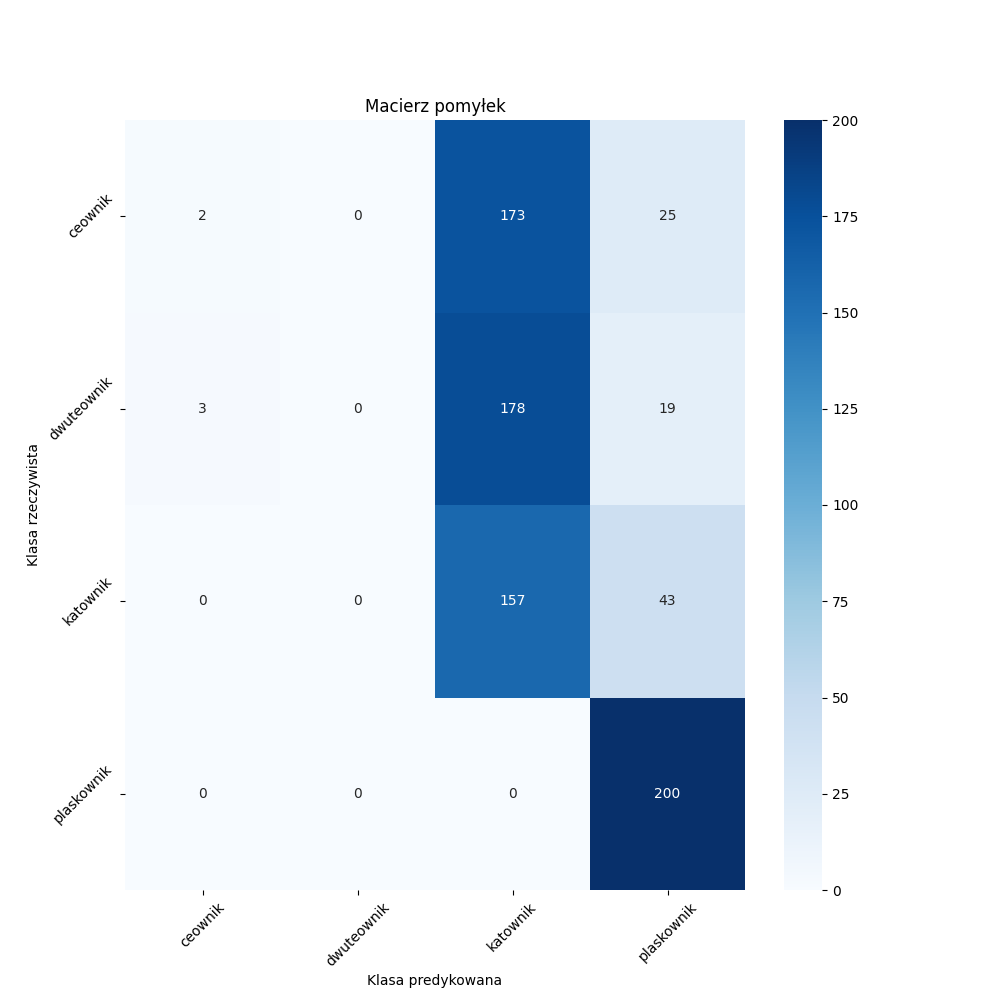 Macierz pomyłek
Klasa rzeczywista
ceownik 2 0 173 25
dwuteownik 3 0 178 19
katownik 0 0 157 43
plaskownik 0 0 0 200
ceownik dwuteownik katownik plaskownik
Klasa predykowana
200
175
150
125
100
75
50
25
0